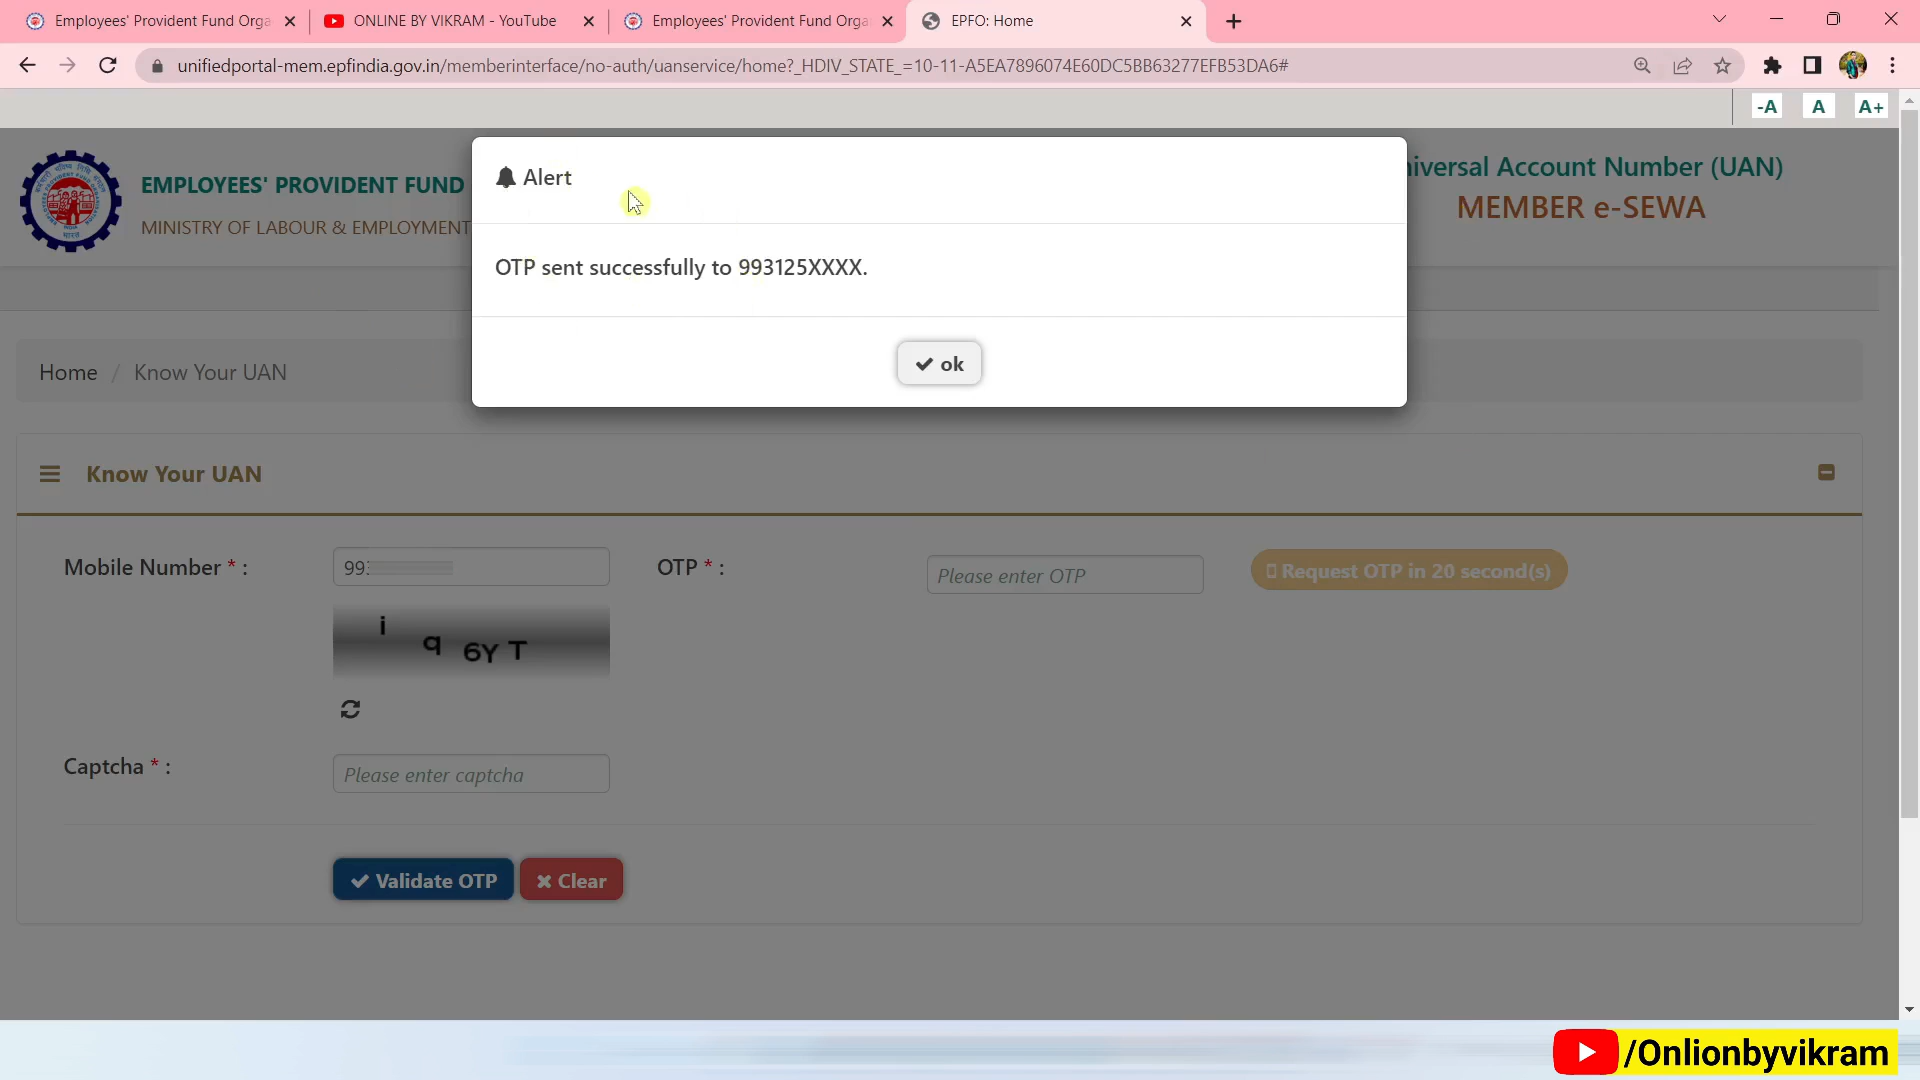 Employees' Provident Fund Orga
ONLINE BY VIKRAM - YouTube
Employees' Provident Fund Orga
EPFO: Home
unifiedportal-mem.epfindia.gov.in/memberinterface/no-auth/uanservice/home?_HDIV_STATE_=10-11-A5EA7896074E60DC5BB63277EFB53DA6#
-A A A+
EMPLOYEES' PROVIDENT FUND
MINISTRY OF LABOUR & EMPLOYMENT
niversal Account Number (UAN)
MEMBER e-SEWA
Alert
OTP sent successfully to 993125XXXX.
ok
Home / Know Your UAN
Know Your UAN
Mobile Number * :
993
OTP * :
Please enter OTP
Request OTP in 20 second(s)
i q 6Y T
Captcha * :
Please enter captcha
Validate OTP
Clear
/Onlionbyvikram